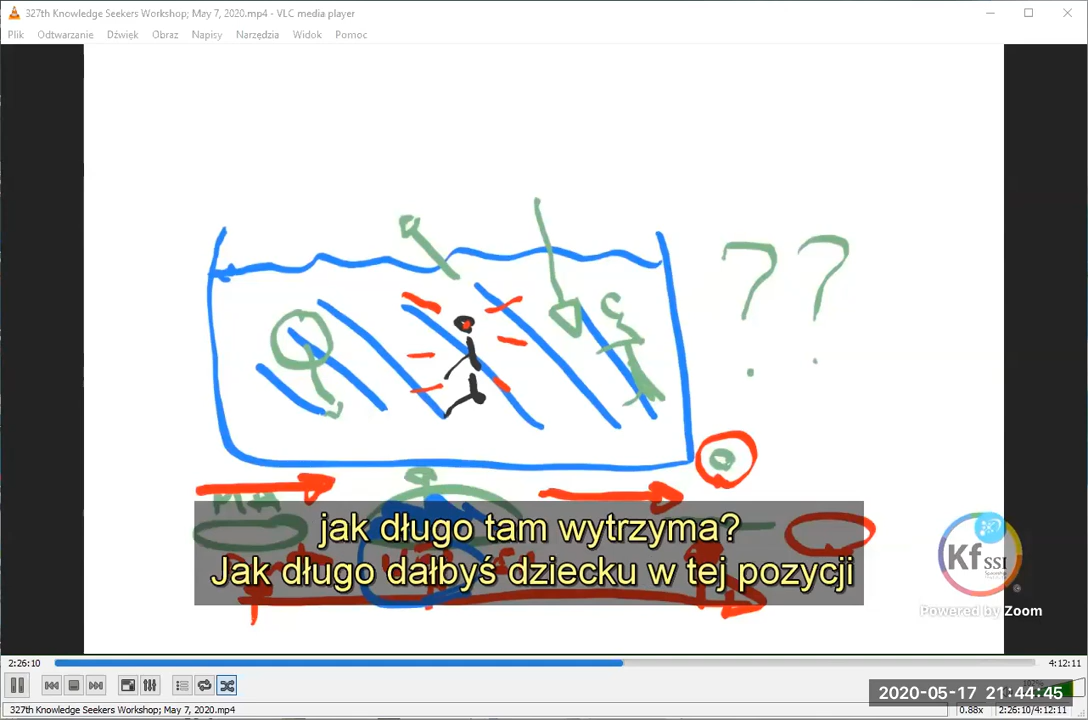 327th Knowledge Seekers Workshop; May 7, 2020.mp4 - VLC media player
Plik Odtwarzanie Dźwięk Obraz Napisy Narzędzia Widok Pomoc
? ?
jak długo tam wytrzyma?
Jak długo dałbyś dziecku w tej pozycji
Kf SSI
Powered by Zoom
2:26:10 4:12:11
2020-05-17 21:44:45
327th Knowledge Seekers Workshop; May 7, 2020.mp4 0.88x 2:26:10/4:12:11